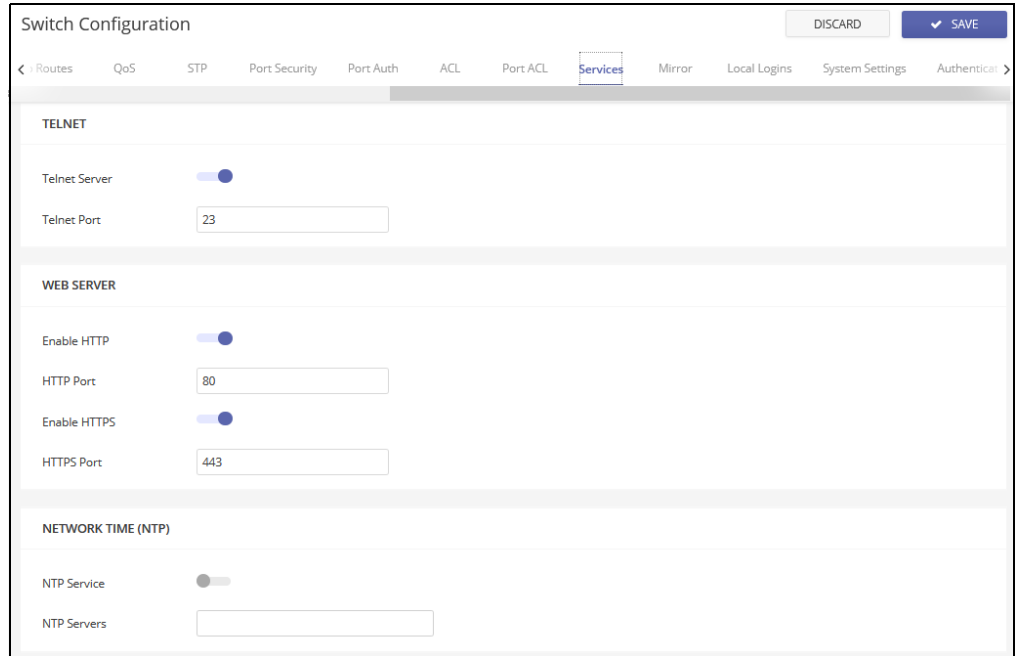 Switch Configuration DISCARD SAVE
Routes QoS STP Port Security Port Auth ACL Port ACL Services Mirror Local Logins System Settings
TELNET
Telnet Server
Telnet Port 23
WEB SERVER
Enable HTTP
HTTP Port 80
Enable HTTPS
HTTPS Port 443
NETWORK TIME (NTP)
NTP Service
NTP Servers